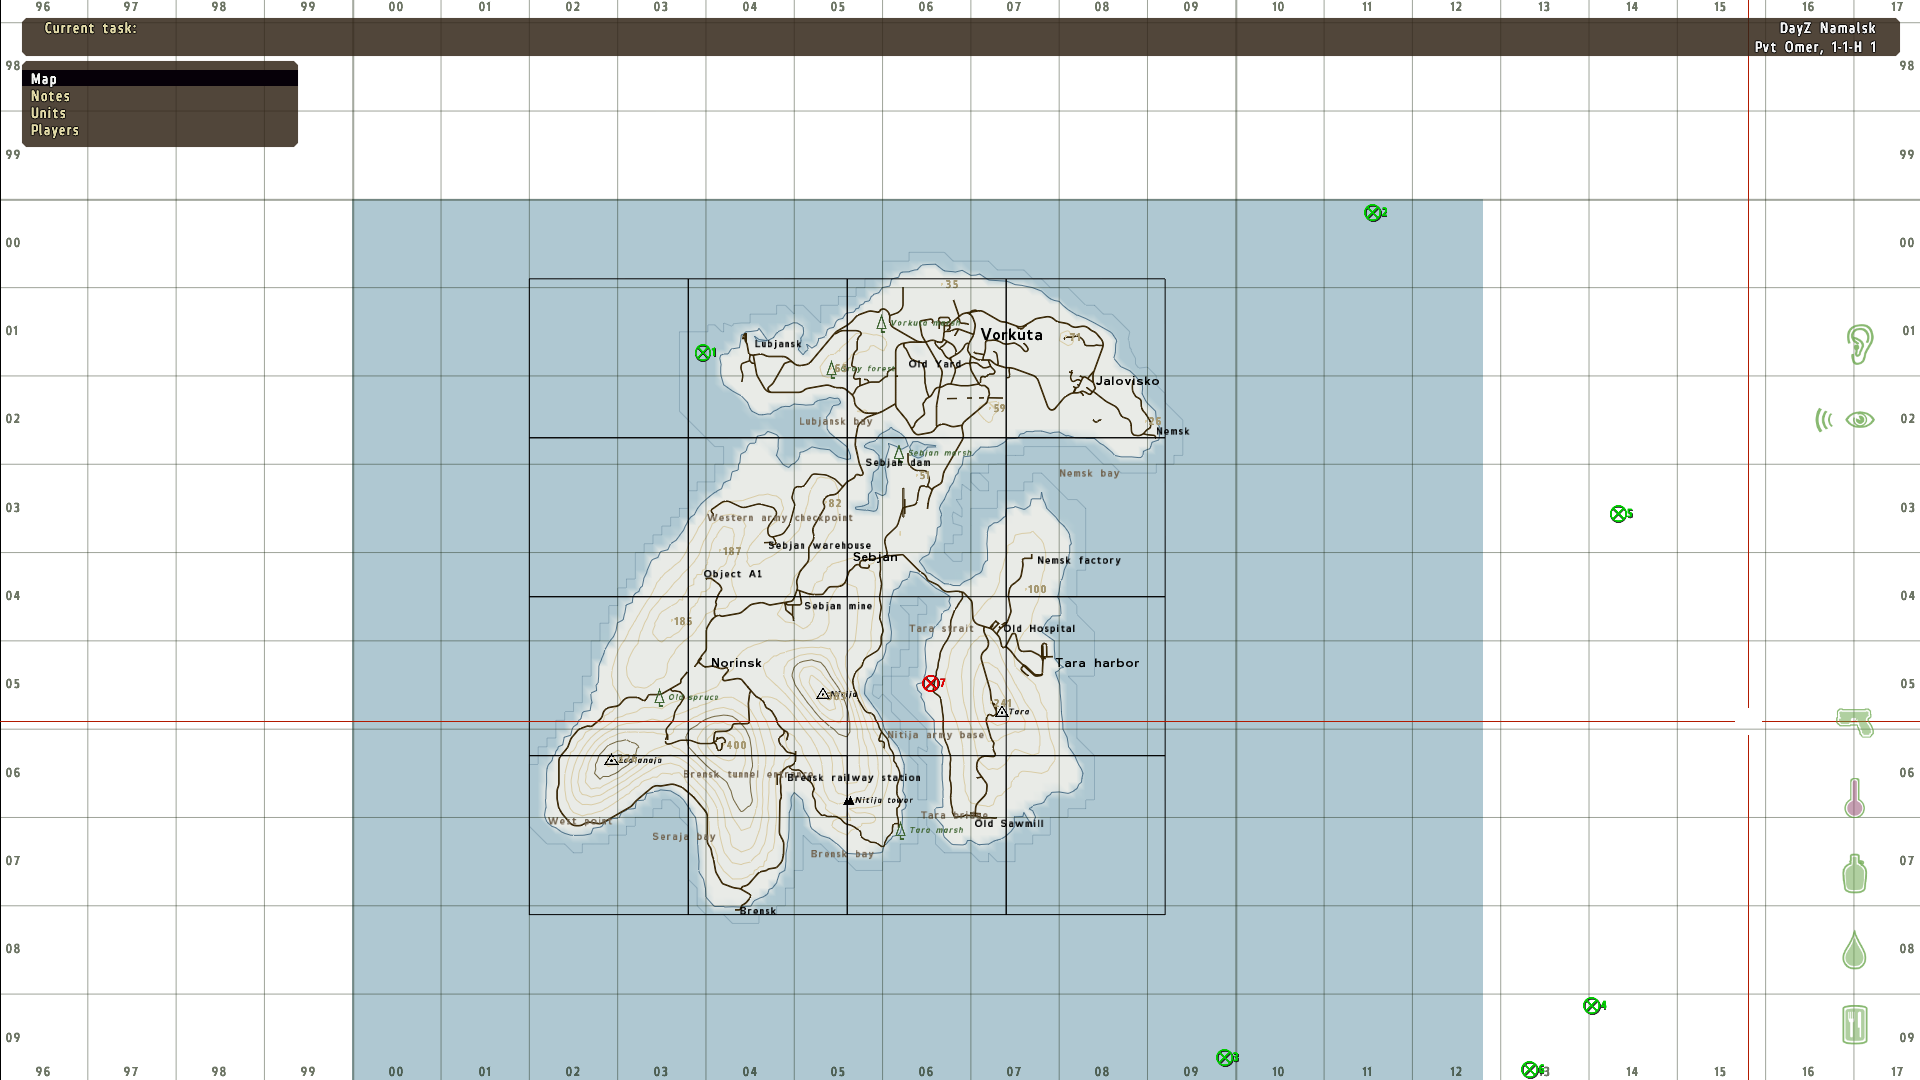 96 97 98 99 00 01 02 03 04 05 06 07 08 09 10 11 12 13 14 15 16 17
Current task:
DayZ Namalsk
Pvt Omer, 1-1-H 1
98 98
Map
Notes
Units
Players
99 99
2
00 00
35
Vorkuta marsh
01 01
Vorkuta
71
Lubjansk
1
Old Yard
Jalovisko
59
02 02
Lubjansk bay
Nemsk
Sebjan marsh
Sebjan dam
Nemsk bay
82
03 03
5
Western army checkpoint
Sebjan warehouse
187
Sebjan
Nemsk factory
Object A1
100
04 04
Sebjan mine
185
Tara strait
Old Hospital
Norinsk
Tara harbor
05 05
7
Old spruce
Nitija
241
Tara
Nitija army base
400
06 06
Brensk tunnel entrance
Brensk railway station
Nitija tower
Tara bridge
West point
Old Sawmill
Seraja bay
Tara marsh
Brensk bay
07 07
Brensk
08 08
4
09 09
3
96 97 98 99 00 01 02 03 04 05 06 07 08 09 10 11 12 13 14 15 16 17